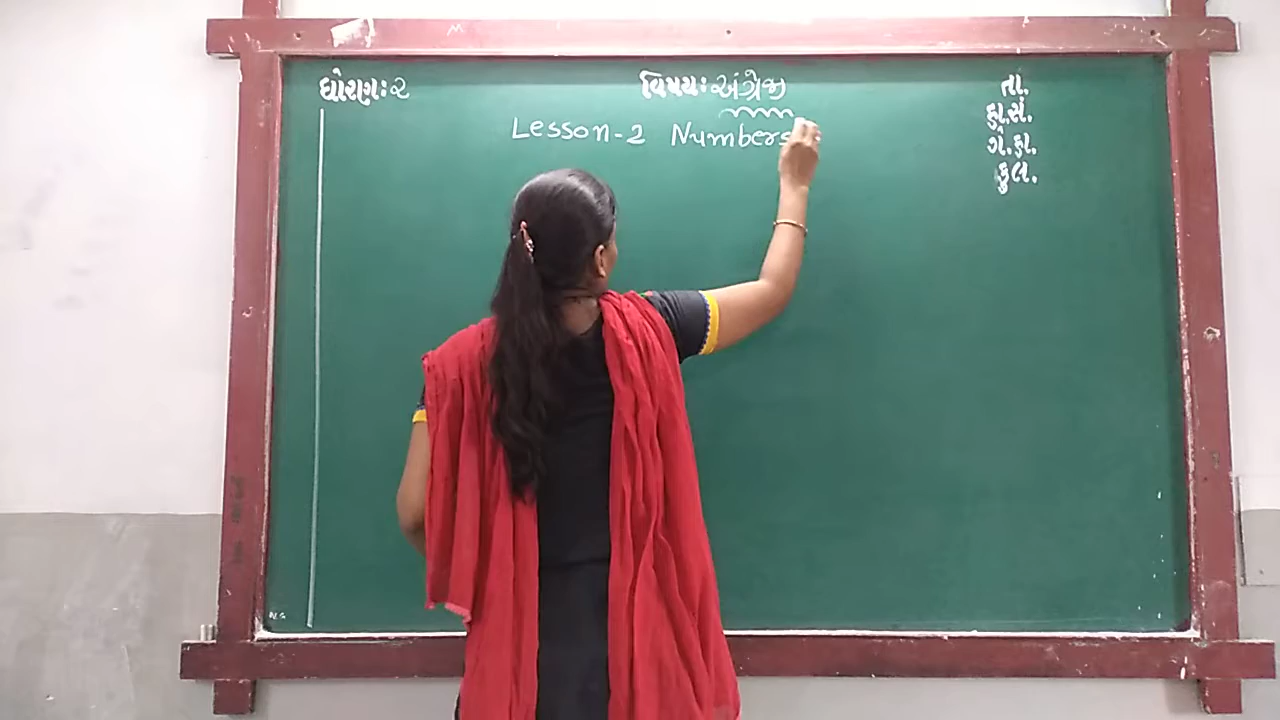 ધોરણ: ૨ વિષય: અંગ્રેજી તા.
હા.સં.
ગે.હા.
કુલ.
Lesson-2 Numbers
N.G